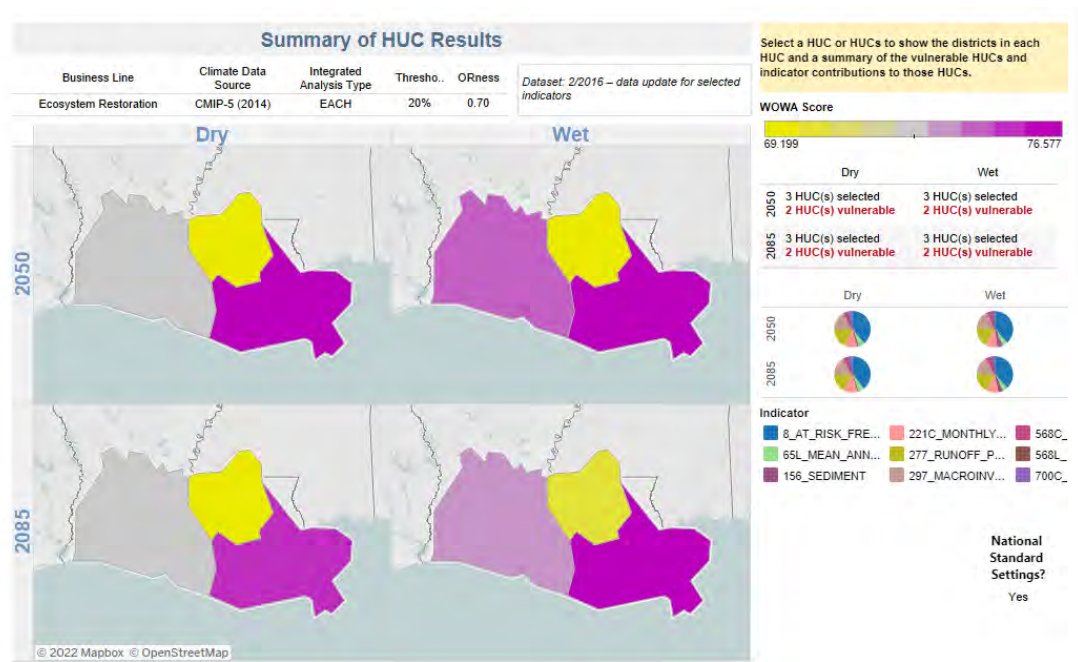 Summary of HUC Results
Business Line
Climate Data
Source
Integrated
Analysis Type
Thresho..
ORness
Ecosystem Restoration
CMIP-5 (2014)
EACH
20%
0.70
Dataset: 2/2016 – data update for selected
indicators
Select a HUC or HUCs to show the districts in each
HUC and a summary of the vulnerable HUCs and
indicator contributions to those HUCs.
WOWA Score
69.199
76.577
Dry
Wet
2050
2085
© 2022 Mapbox © OpenStreetMap
Dry
Wet
2050
3 HUC(s) selected
2 HUC(s) vulnerable
3 HUC(s) selected
2 HUC(s) vulnerable
2085
3 HUC(s) selected
2 HUC(s) vulnerable
3 HUC(s) selected
2 HUC(s) vulnerable
Dry
Wet
2050
2085
Indicator
8_AT_RISK_FRE...
221C_MONTHLY...
568C_
65L_MEAN_ANN...
277_RUNOFF_P...
568L_
156_SEDIMENT
297_MACROINV...
700C_
National
Standard
Settings?
Yes